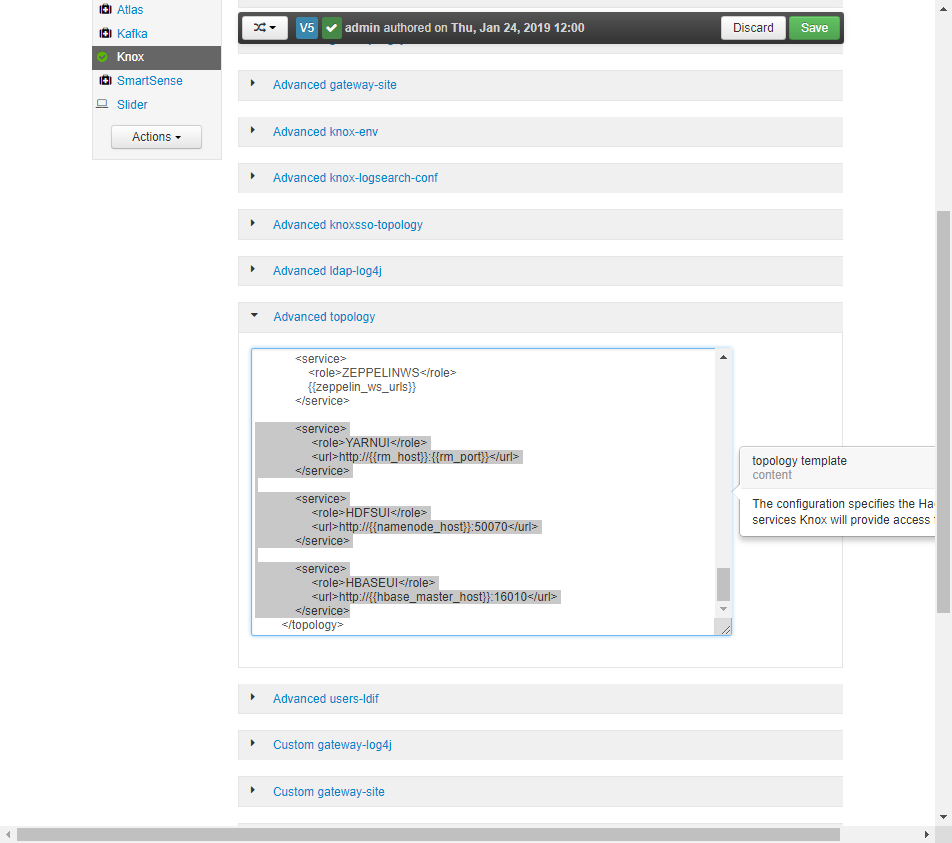 Atlas
Kafka
Knox
SmartSense
Slider
Actions
V5 admin authored on Thu, Jan 24, 2019 12:00
Discard
Save
Advanced gateway-site
Advanced knox-env
Advanced knox-logsearch-conf
Advanced knoxsso-topology
Advanced ldap-log4j
Advanced topology
<service>
<role>ZEPPELINWS</role>
{{zeppelin_ws_urls}}
</service>
<service>
<role>YARNUI</role>
<url>http://{{rm_host}}:{{rm_port}}</url>
</service>
<service>
<role>HDFSUI</role>
<url>http://{{namenode_host}}:50070</url>
</service>
<service>
<role>HBASEUI</role>
<url>http://{{hbase_master_host}}:16010</url>
</service>
</topology>
topology template
content
The configuration specifies the Ha
services Knox will provide access
Advanced users-ldif
Custom gateway-log4j
Custom gateway-site